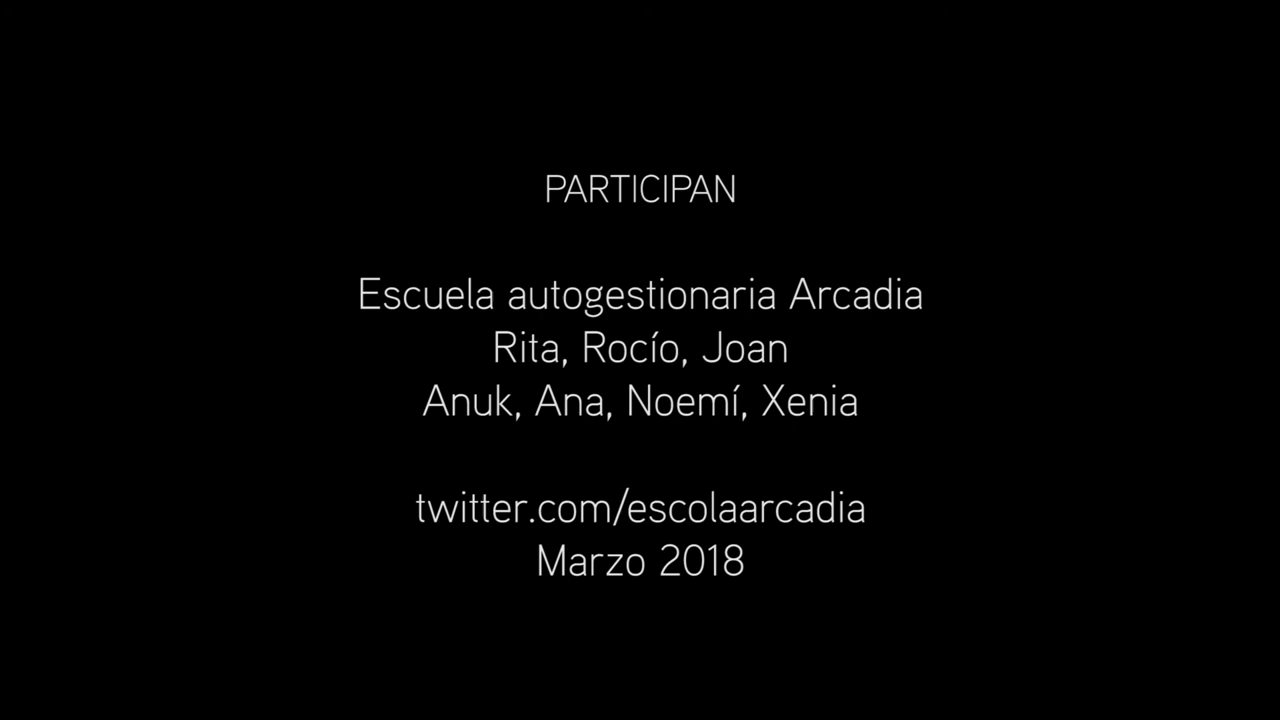 PARTICIPAN
Escuela autogestionaria Arcadia
Rita, Rocío, Joan
Anuk, Ana, Noemí, Xenia
twitter.com/escolaarcadia
Marzo 2018